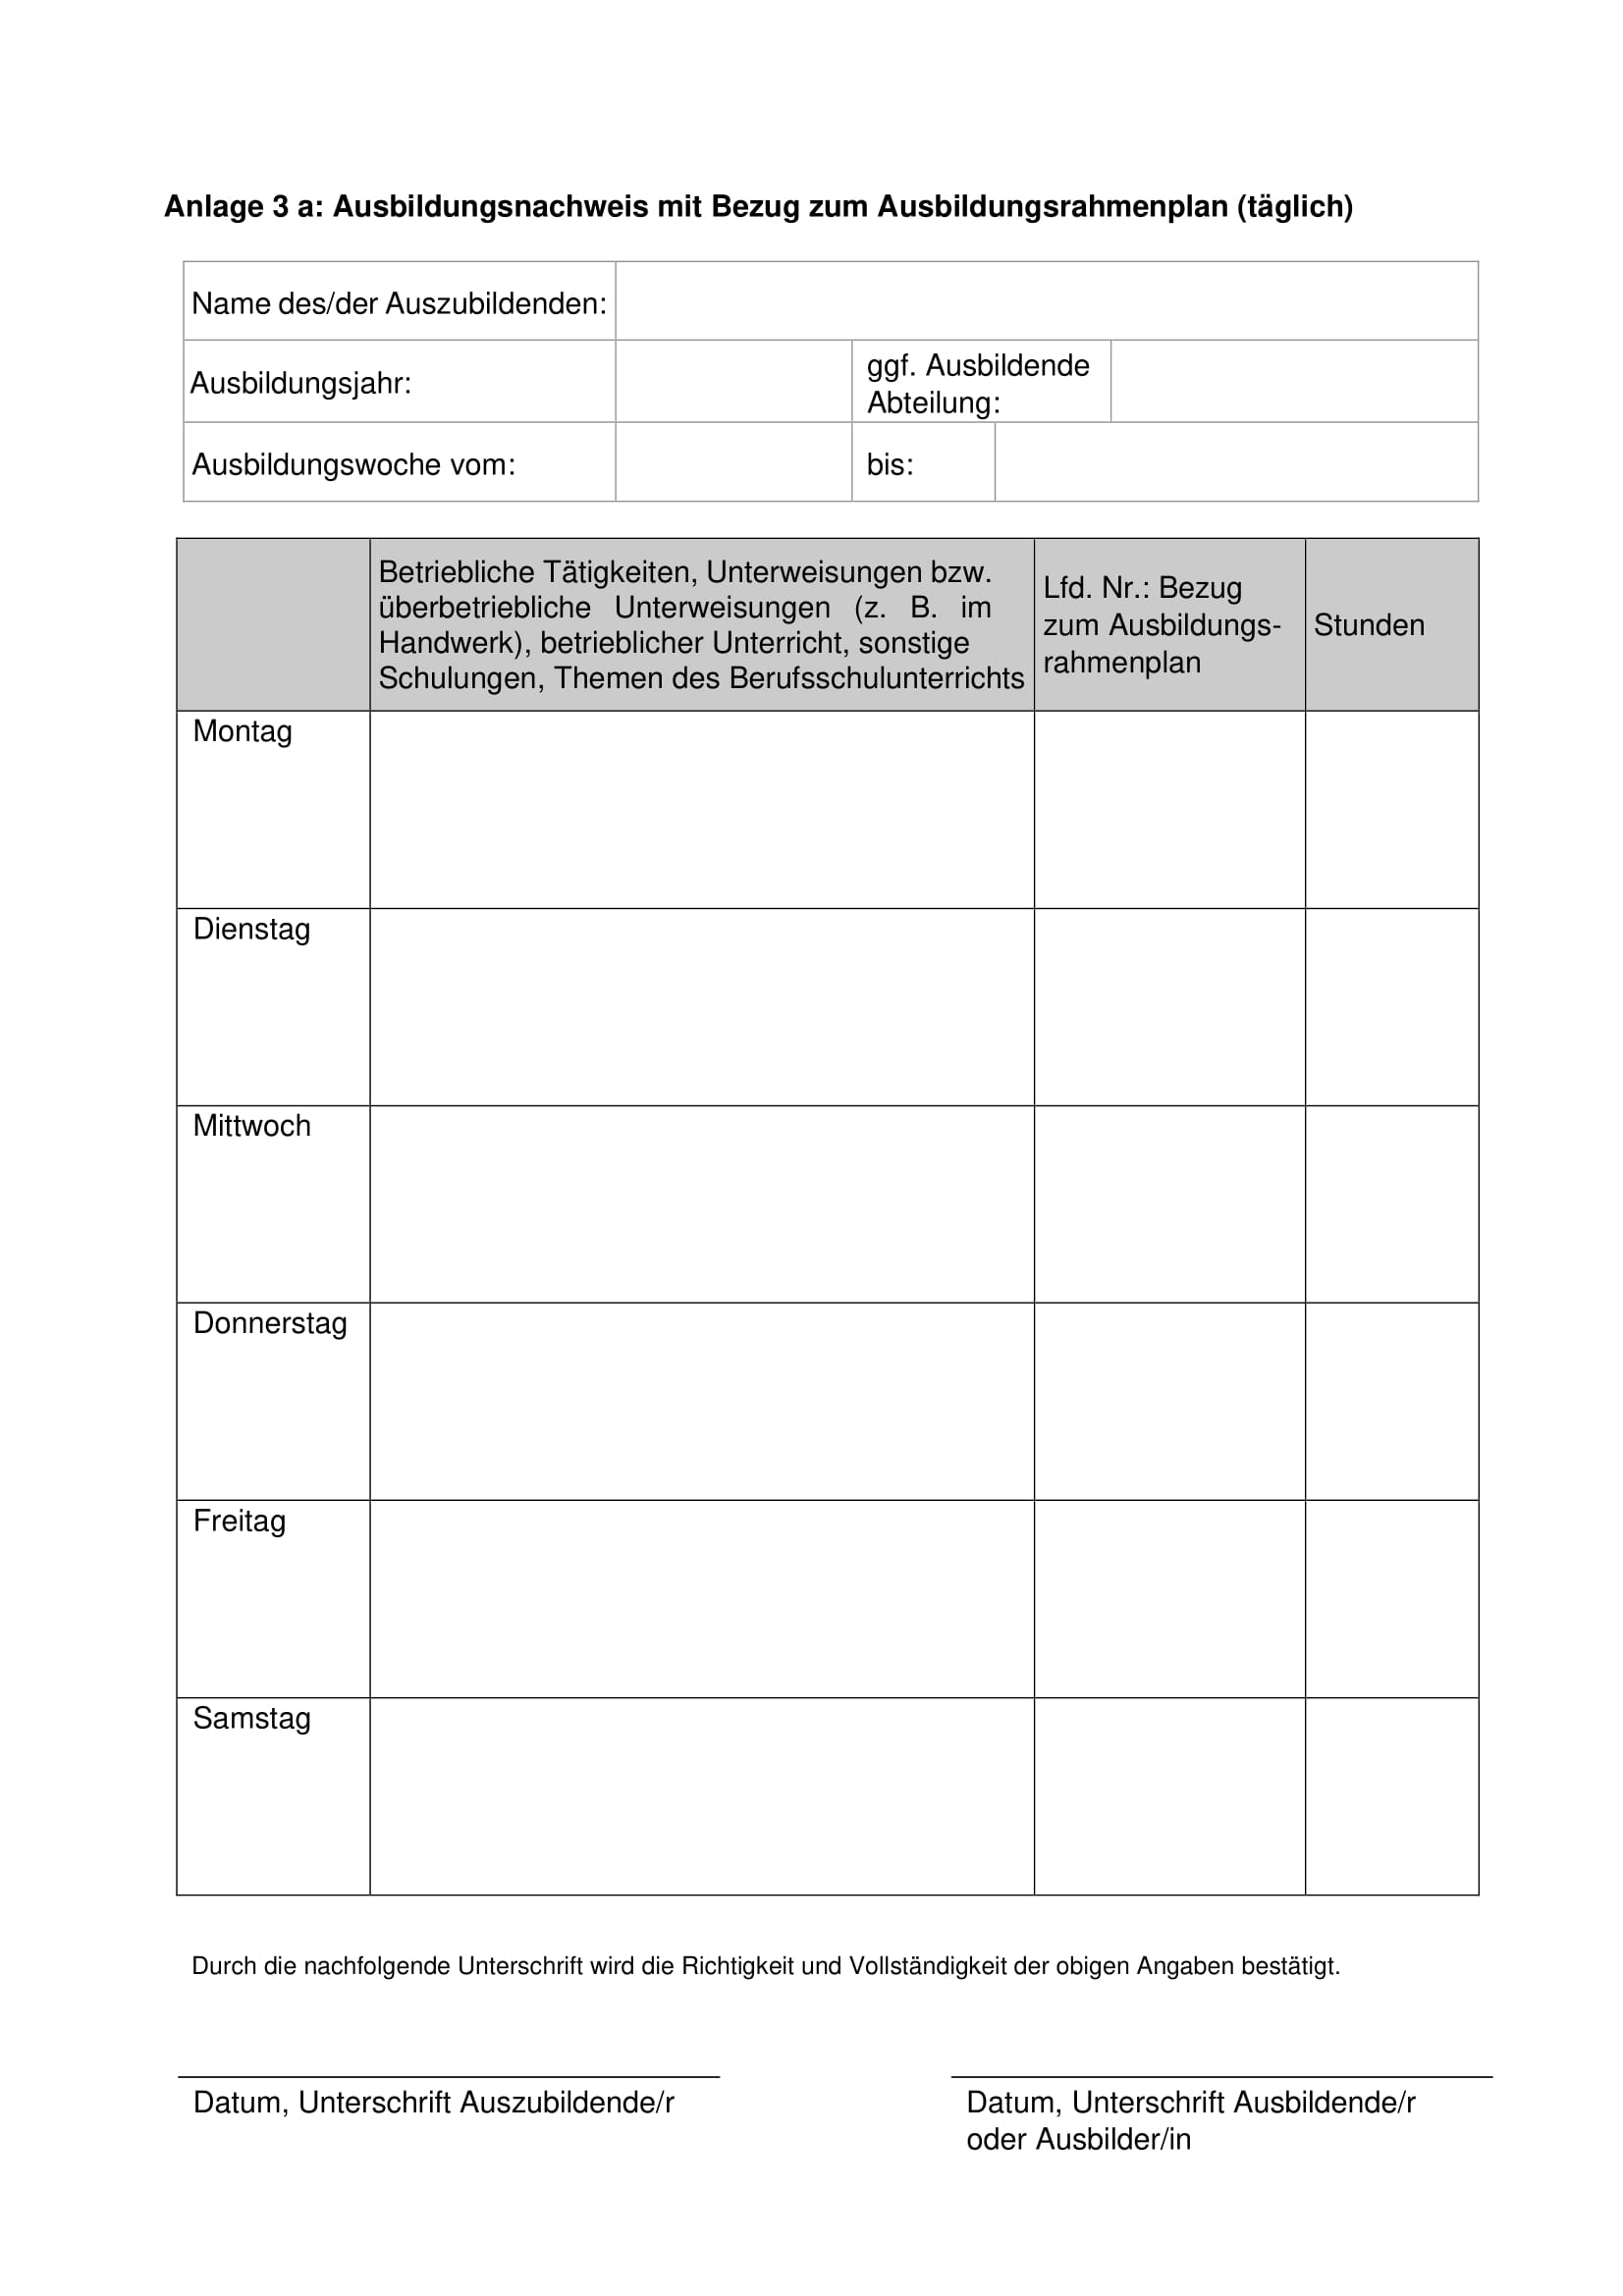 Anlage 3 a: Ausbildungsnachweis mit Bezug zum Ausbildungsrahmenplan (täglich)
Name des/der Auszubildenden:
Ausbildungsjahr:
ggf. Ausbildende
Abteilung:
Ausbildungswoche vom:
bis:
Betriebliche Tätigkeiten, Unterweisungen bzw.
überbetriebliche Unterweisungen (z. B. im
Handwerk), betrieblicher Unterricht, sonstige
Schulungen, Themen des Berufsschulunterrichts
Lfd. Nr.: Bezug
zum Ausbildungs-
rahmenplan
Stunden
Montag
Dienstag
Mittwoch
Donnerstag
Freitag
Samstag
Durch die nachfolgende Unterschrift wird die Richtigkeit und Vollständigkeit der obigen Angaben bestätigt.
Datum, Unterschrift Auszubildende/r
Datum, Unterschrift Ausbildende/r
oder Ausbilder/in